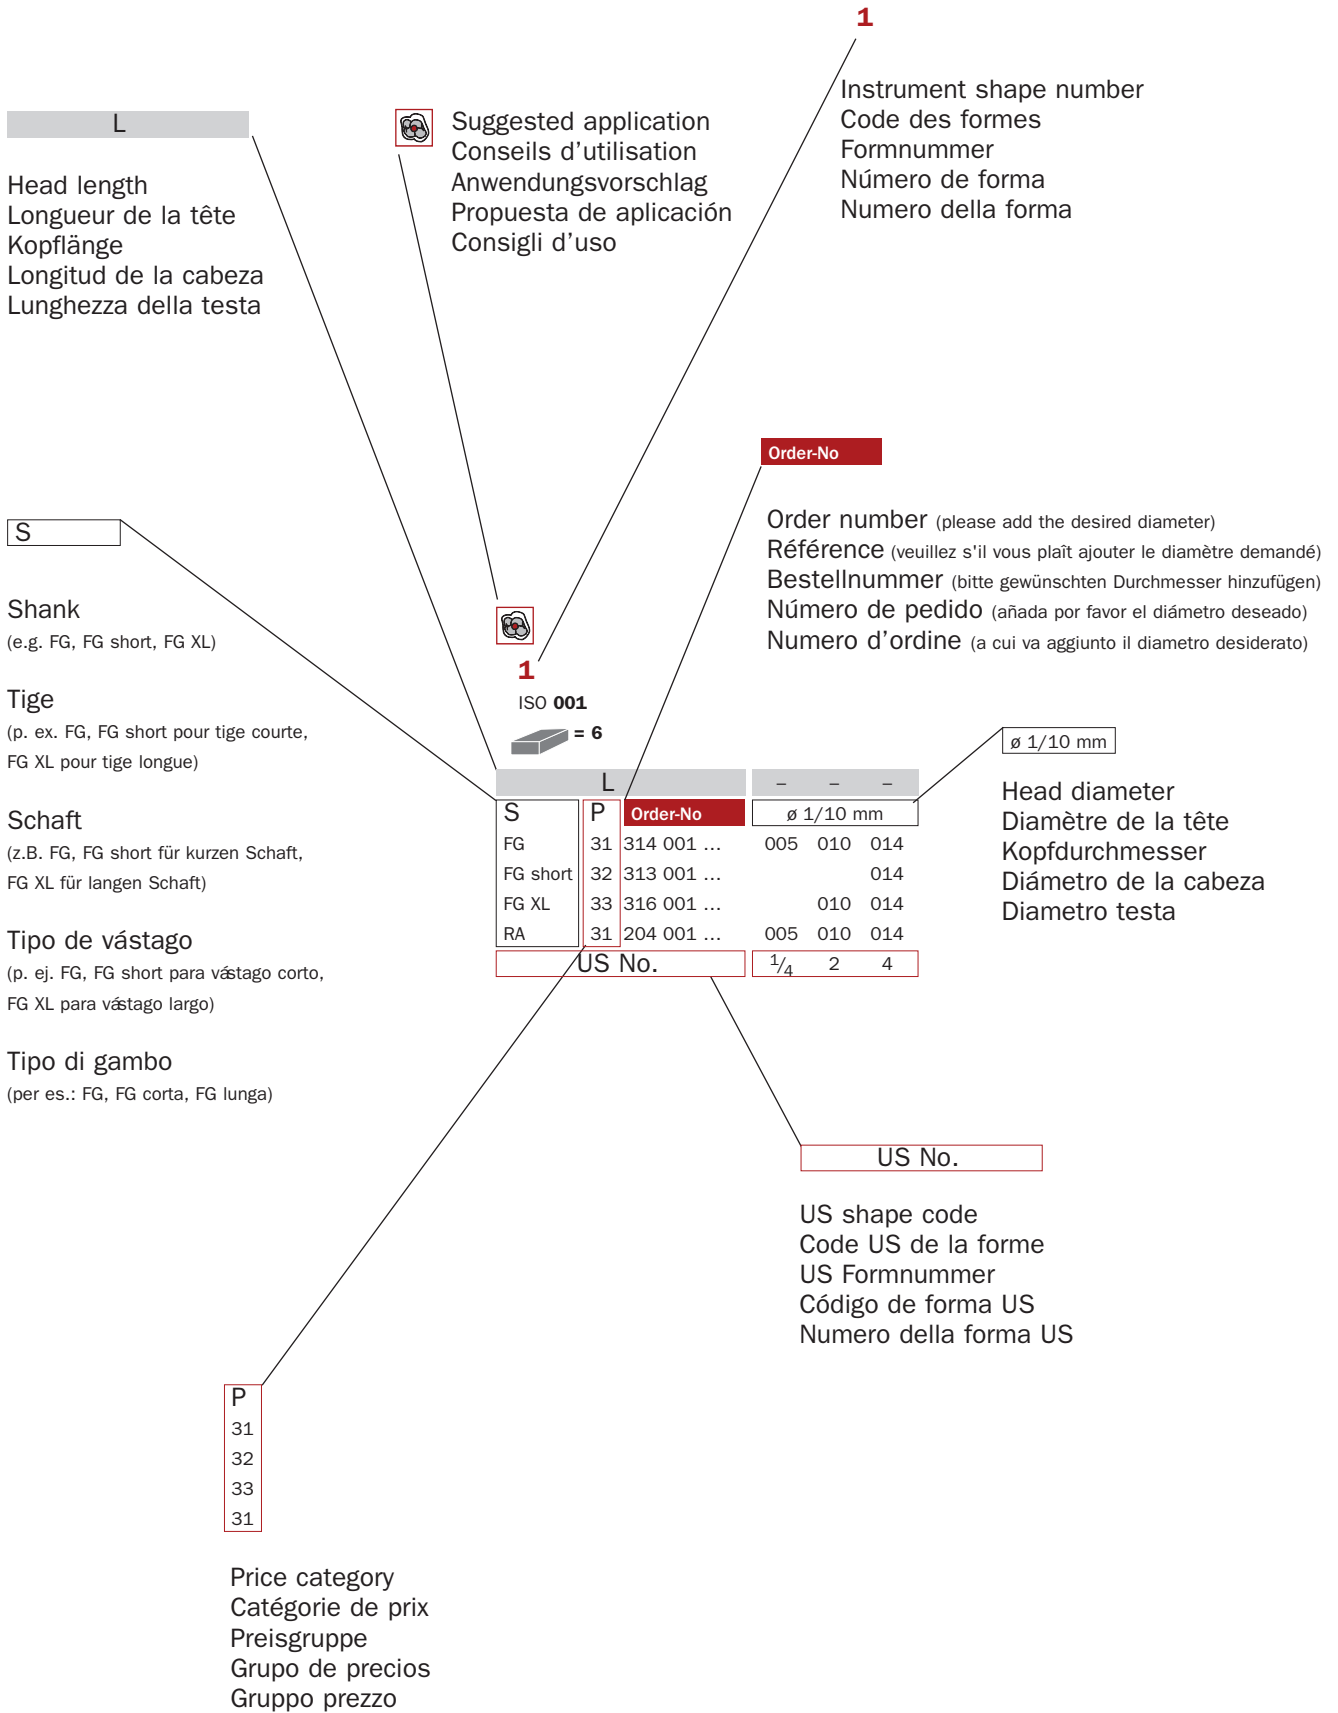 1
Instrument shape number
Code des formes
Formnummer
Número de forma
Numero della forma
L
Head length
Longueur de la tête
Kopflänge
Longitud de la cabeza
Lunghezza della testa
Suggested application
Conseils d'utilisation
Anwendungsvorschlag
Propuesta de aplicación
Consigli d'uso
Order-No
Order number (please add the desired diameter)
Référence (veuillez s'il vous plaît ajouter le diamètre demandé)
Bestellnummer (bitte gewünschten Durchmesser hinzufügen)
Número de pedido (añada por favor el diámetro deseado)
Numero d'ordine (a cui va aggiunto il diametro desiderato)
S
Shank
(e.g. FG, FG short, FG XL)
Tige
(p. ex. FG, FG short pour tige courte,
FG XL pour tige longue)
Schaft
(z.B. FG, FG short für kurzen Schaft,
FG XL für langen Schaft)
Tipo de vástago
(p. ej. FG, FG short para vástago corto,
FG XL para vástago largo)
Tipo di gambo
(per es.: FG, FG corta, FG lunga)
1
ISO 001
= 6
L – – –
S P Order-No ø 1/10 mm
FG 31 314 001 ... 005 010 014
FG short 32 313 001 ... 014
FG XL 33 316 001 ... 010 014
RA 31 204 001 ... 005 010 014
US No. 1/4 2 4
ø 1/10 mm
Head diameter
Diamètre de la tête
Kopfdurchmesser
Diámetro de la cabeza
Diametro testa
US No.
US shape code
Code US de la forme
US Formnummer
Código de forma US
Numero della forma US
P
31
32
33
31
Price category
Catégorie de prix
Preisgruppe
Grupo de precios
Gruppo prezzo